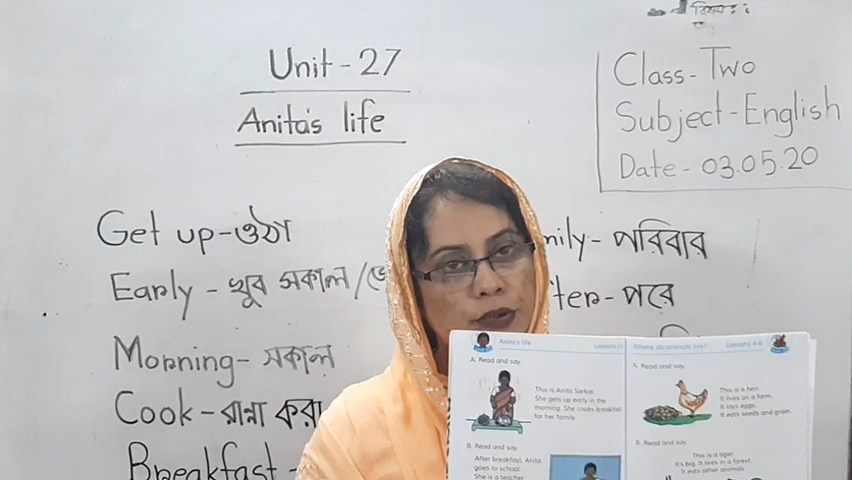 Unit - 27
Anita's life
Class - Two
Subject - English
Date - 03.05.20
Get up - ওঠা
Early - খুব সকাল /
Morning - সকাল
Cook - রান্না করা
Breakfast -
mily - পরিবার
ter - পরে
Anita's life
A. Read and say.
This is Anita Sarkar.
She gets up early in the
morning. She cooks breakfast
for her family.
B. Read and say.
After breakfast, Anita
goes to school.
She is a teacher
Where do animals live? Lessons 4-6
A. Read and say.
This is a hen.
It lives on a farm.
It lays eggs.
It eats seeds and grain.
B. Read and say.
This is a tiger.
It's big. It lives in a forest.
It eats other animals.